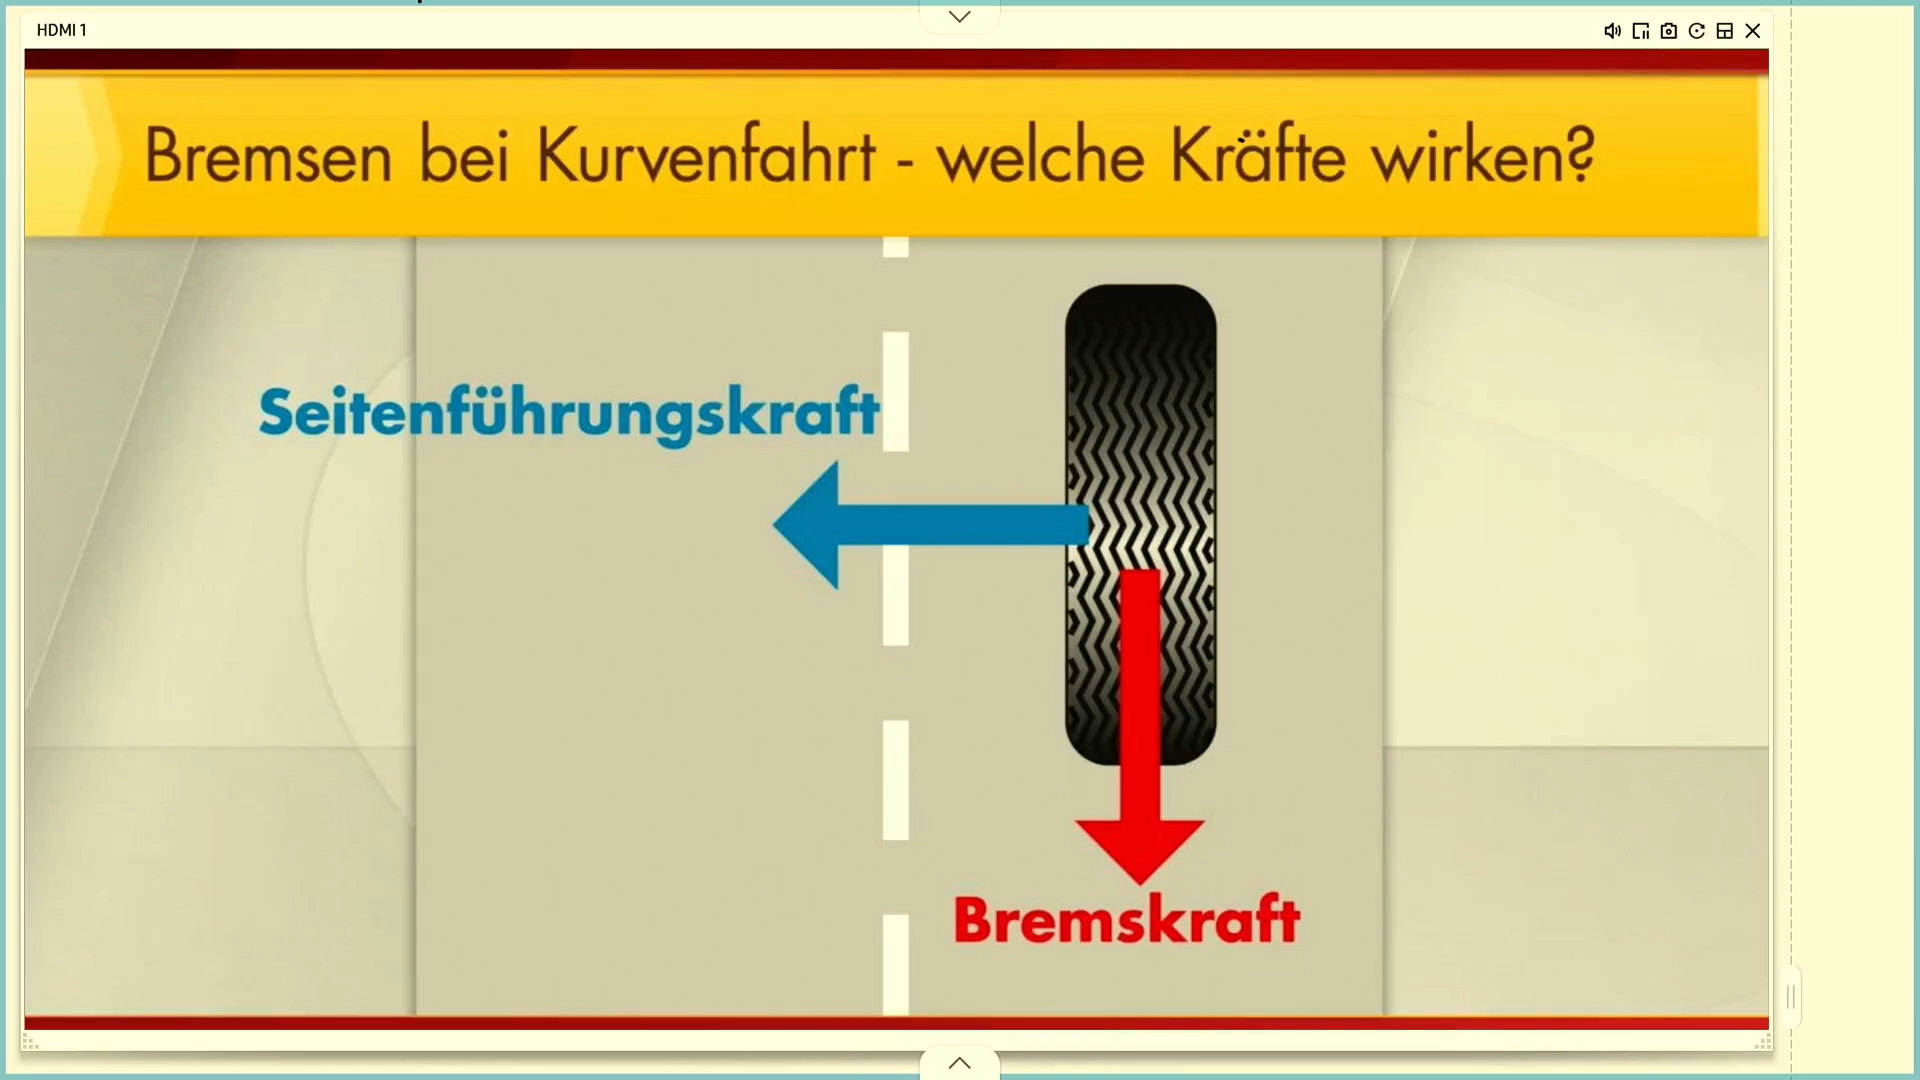 HDMI 1
Bremsen bei Kurvenfahrt - welche Kräfte wirken?
Seitenführungskraft
Bremskraft